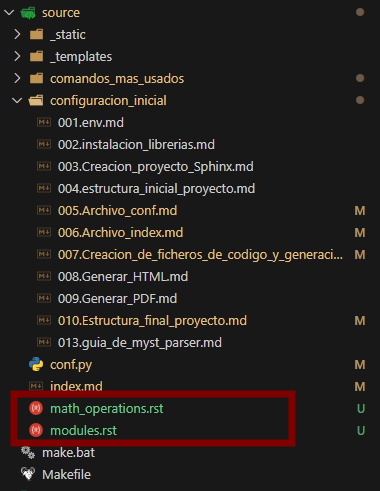 source
_static
_templates
comandos_mas_usados
configuracion_inicial
001.env.md
002.instalacion_librerias.md
003.Creacion_proyecto_Sphinx.md
004.estructura_inicial_proyecto.md
005.Archivo_conf.md M
006.Archivo_index.md M
007.Creacion_de_ficheros_de_codigo_y_generaci... M
008.Generar_HTML.md
009.Generar_PDF.md
010.Estructura_final_proyecto.md M
013.guia_de_myst_parser.md
conf.py M
index.md M
math_operations.rst U
modules.rst U
make.bat
Makefile